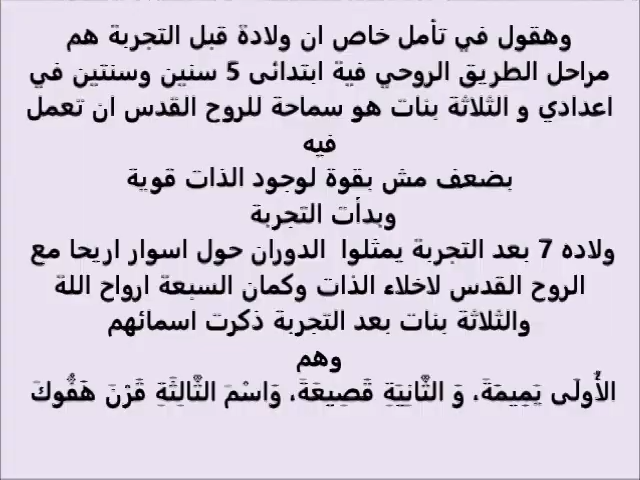 وهقول في تأمل خاص ان ولادة قبل التجربة هم
مراحل الطريق الروحي فية ابتدائى 5 سنين وسنتين في
اعدادي و الثلاثة بنات هو سماحة للروح القدس ان تعمل
فيه
بضعف مش بقوة لوجود الذات قوية
وبدأت التجربة
ولاده 7 بعد التجربة يمثلوا الدوران حول اسوار اريحا مع
الروح القدس لاخلاء الذات وكمان السبعة ارواح اللة
والثلاثة بنات بعد التجربة ذكرت اسمائهم
وهم
الأُولَى يَمِيمَةَ، وَ الثَّانِيَةِ قَصِيعَةَ، وَاسْمَ الثَّالِثَةِ قَرْنَ هَفُّوكَ